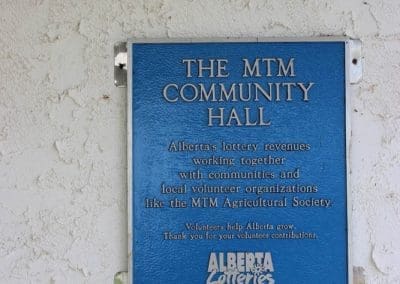 THE MTM
COMMUNITY
HALL
Alberta's lottery revenues
working together
with communities and
local volunteer organizations
like the MTM Agricultural Society.
Volunteers help Alberta grow.
Thank you for your volunteer contributions.
ALBERTA
Lotteries